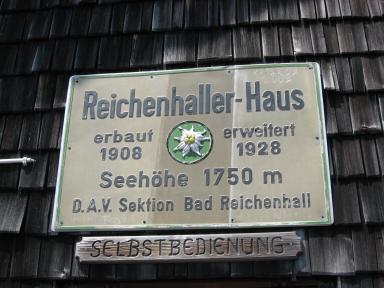 Reichenhaller-Haus
erbaut erweitert
1908 1928
Seehöhe 1750 m
D.A.V. Sektion Bad Reichenhall
SELBSTBEDIENUNG